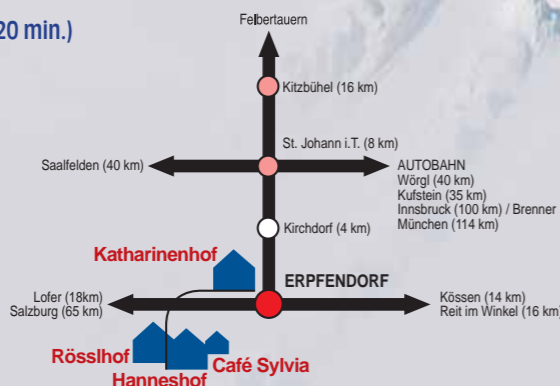 20 min.)
Felbertauern
Kitzbühel (16 km)
St. Johann i.T. (8 km)
Saalfelden (40 km)
AUTOBAHN
Wörgl (40 km)
Kufstein (35 km)
Innsbruck (100 km) / Brenner
München (114 km)
Kirchdorf (4 km)
Katharinenhof
ERPFENDORF
Lofer (18km)
Salzburg (65 km)
Kössen (14 km)
Reit im Winkel (16 km)
Rösslhof
Café Sylvia
Hanneshof